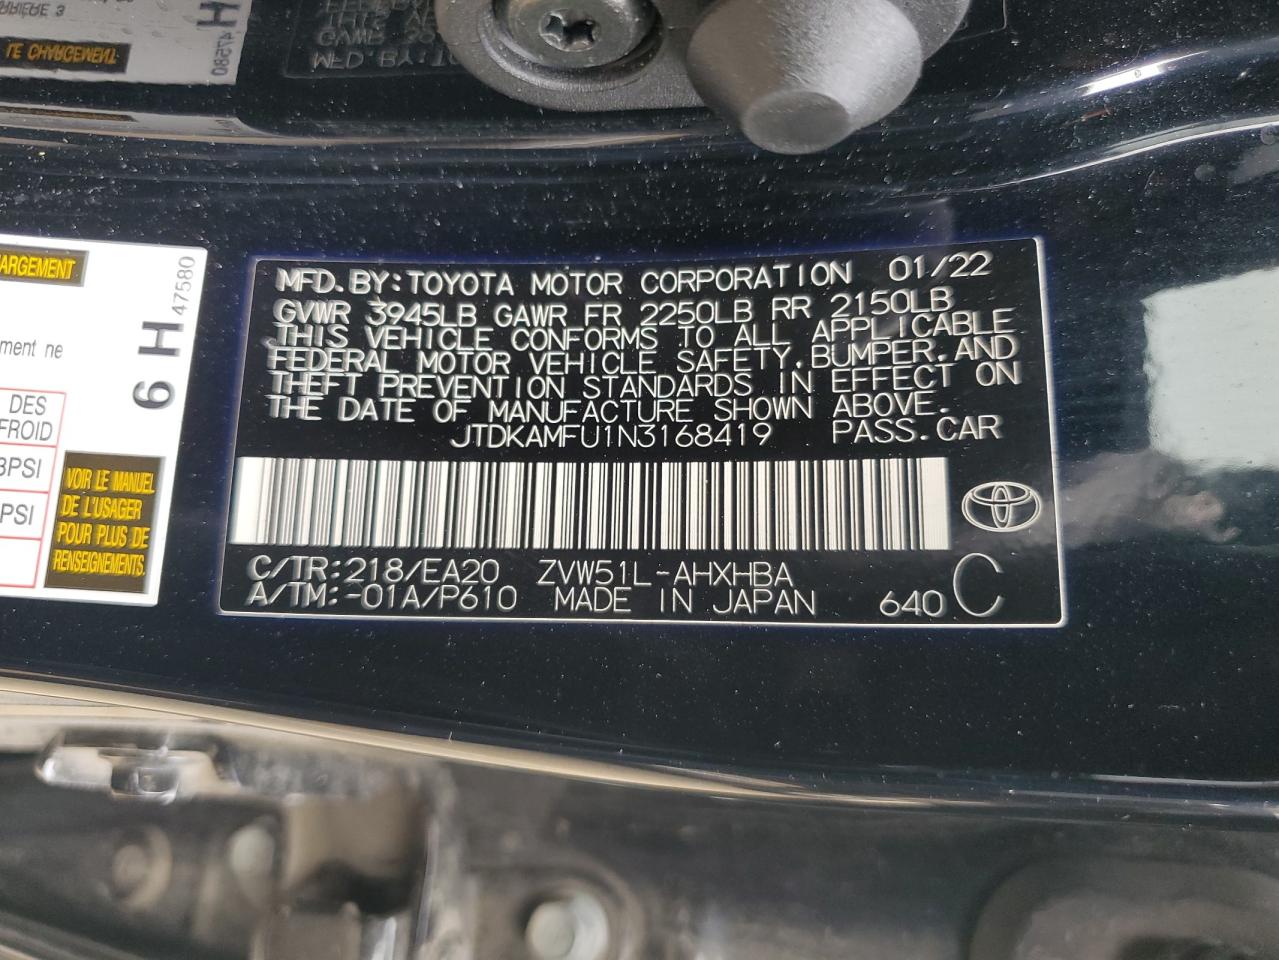 ARGEMENT
47580
6 H
ment ne
DES
FROID
3PSI
PSI
VOIR LE MANUEL
DE L'USAGER
POUR PLUS DE
RENSEIGNEMENTS.
MFD.BY:TOYOTA MOTOR CORPORATION 01/22
GVWR 3945LB GAWR FR 2250LB RR 2150LB
THIS VEHICLE CONFORMS TO ALL APPLICABLE
FEDERAL MOTOR VEHICLE SAFETY,BUMPER,AND
THEFT PREVENTION STANDARDS IN EFFECT ON
THE DATE OF MANUFACTURE SHOWN ABOVE.
JTDKAMFU1N3168419 PASS.CAR
C/TR:218/EA20 ZVW51L-AHXHBA
A/TM:-01A/P610 MADE IN JAPAN 640 C